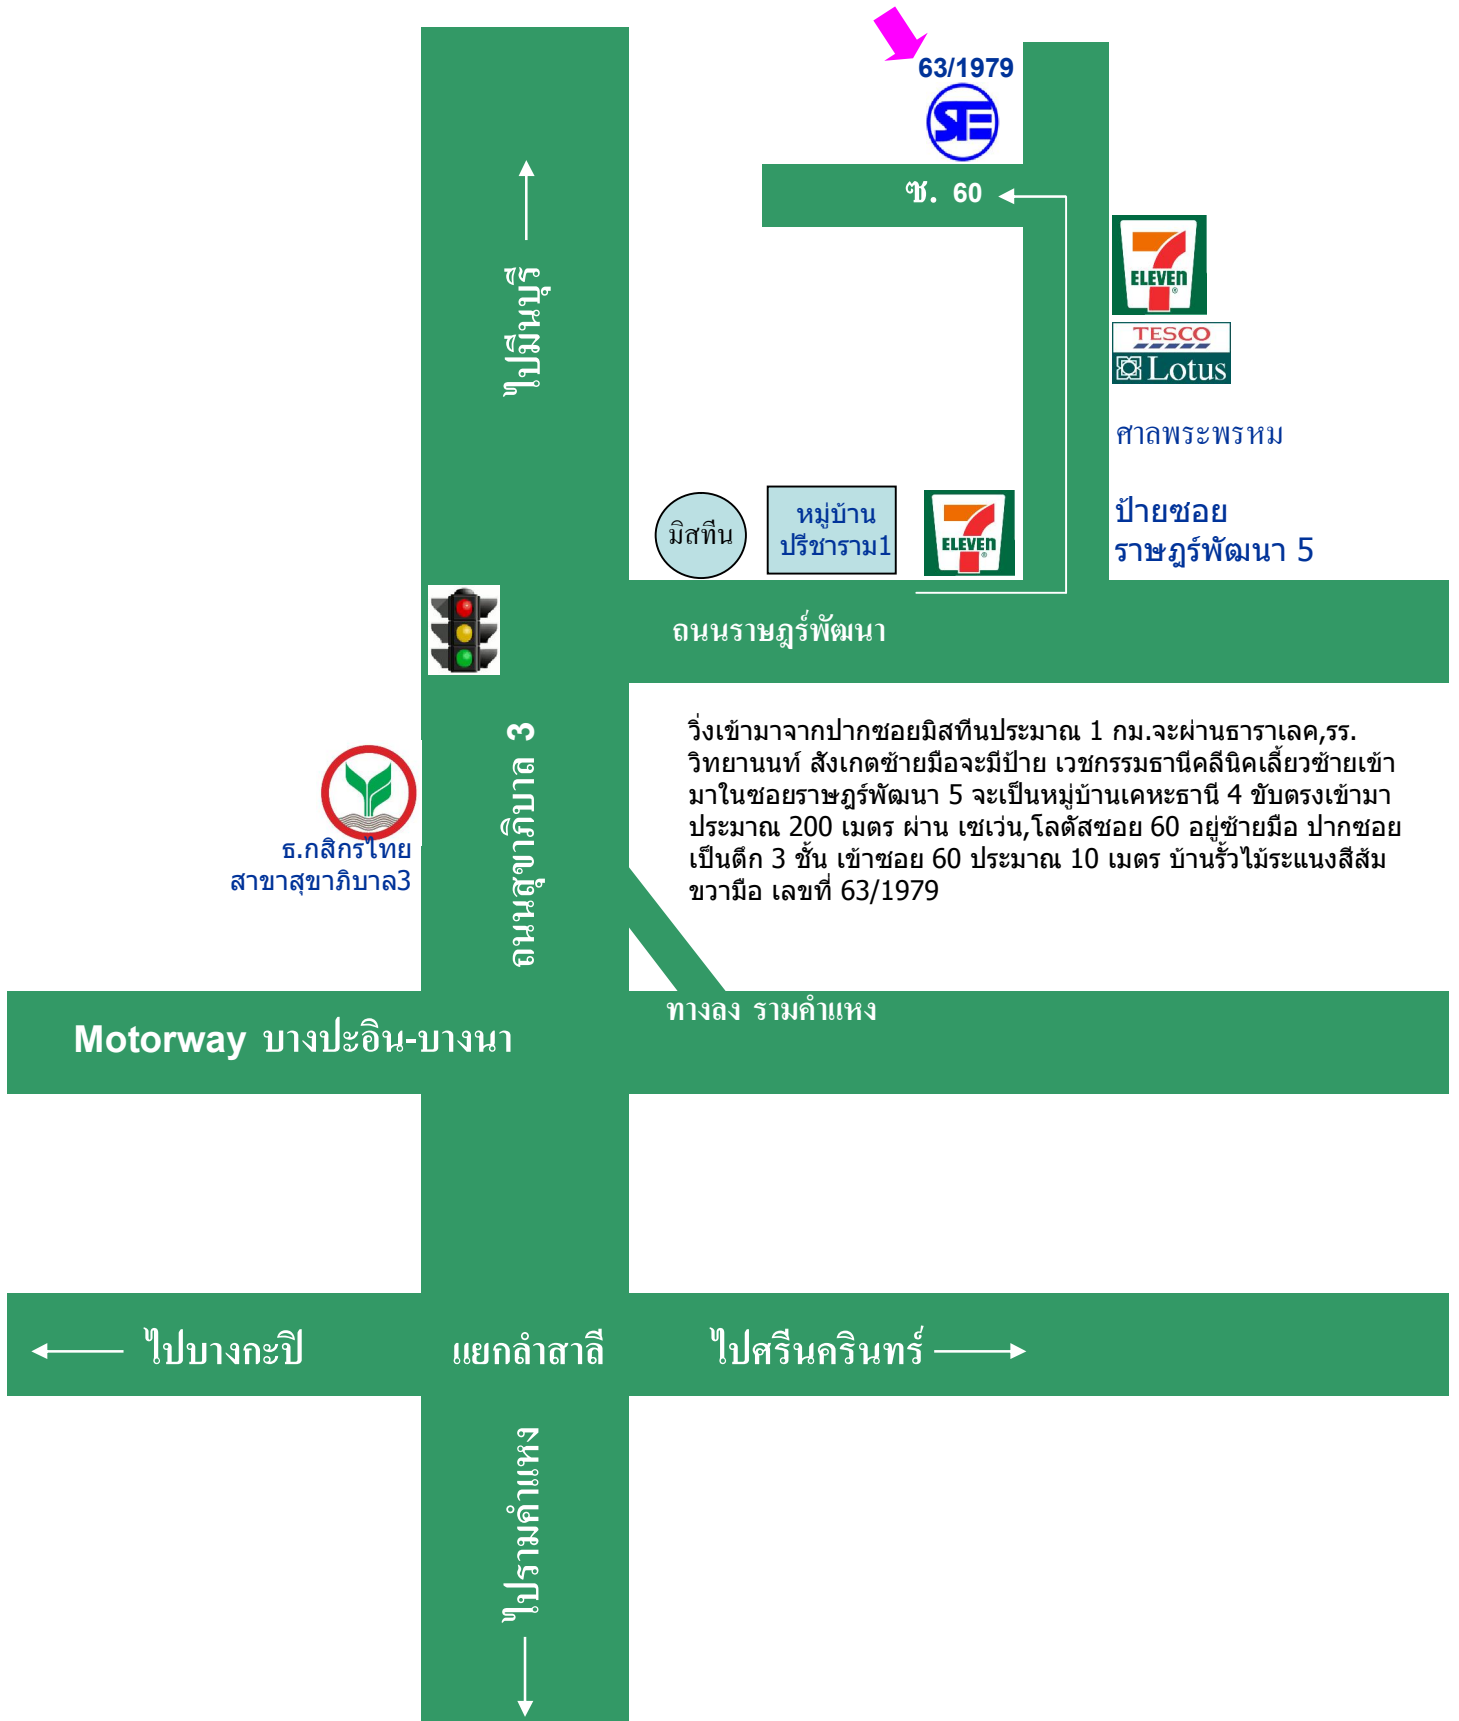 63/1979
STE
ซ. 60
ไปมีนบุรี
7
ELEVEN
TESCO
Lotus
ศาลพระพรหม
มิสทีน
หมู่บ้าน
ปรีชาราม1
7
ELEVEN
ป้ายซอย
ราษฎร์พัฒนา 5
ถนนราษฎร์พัฒนา
วิ่งเข้ามาจากปากซอยมิสทีนประมาณ 1 กม.จะผ่านธาราเลค,รร.
วิทยานนท์ สังเกตซ้ายมือจะมีป้าย เวชกรรมธานีคลีนิคเลี้ยวซ้ายเข้า
มาในซอยราษฎร์พัฒนา 5 จะเป็นหมู่บ้านเคหะธานี 4 ขับตรงเข้ามา
ประมาณ 200 เมตร ผ่าน เซเว่น,โลตัสซอย 60 อยู่ซ้ายมือ ปากซอย
เป็นตึก 3 ชั้น เข้าซอย 60 ประมาณ 10 เมตร บ้านรั้วไม้ระแนงสีส้ม
ขวามือ เลขที่ 63/1979
ถนนสุขาภิบาล 3
ธ.กสิกรไทย
สาขาสุขาภิบาล3
ทางลง รามคำแหง
Motorway บางปะอิน-บางนา
ไปบางกะปิ
แยกลำสาลี
ไปศรีนครินทร์
ไปรามคำแหง